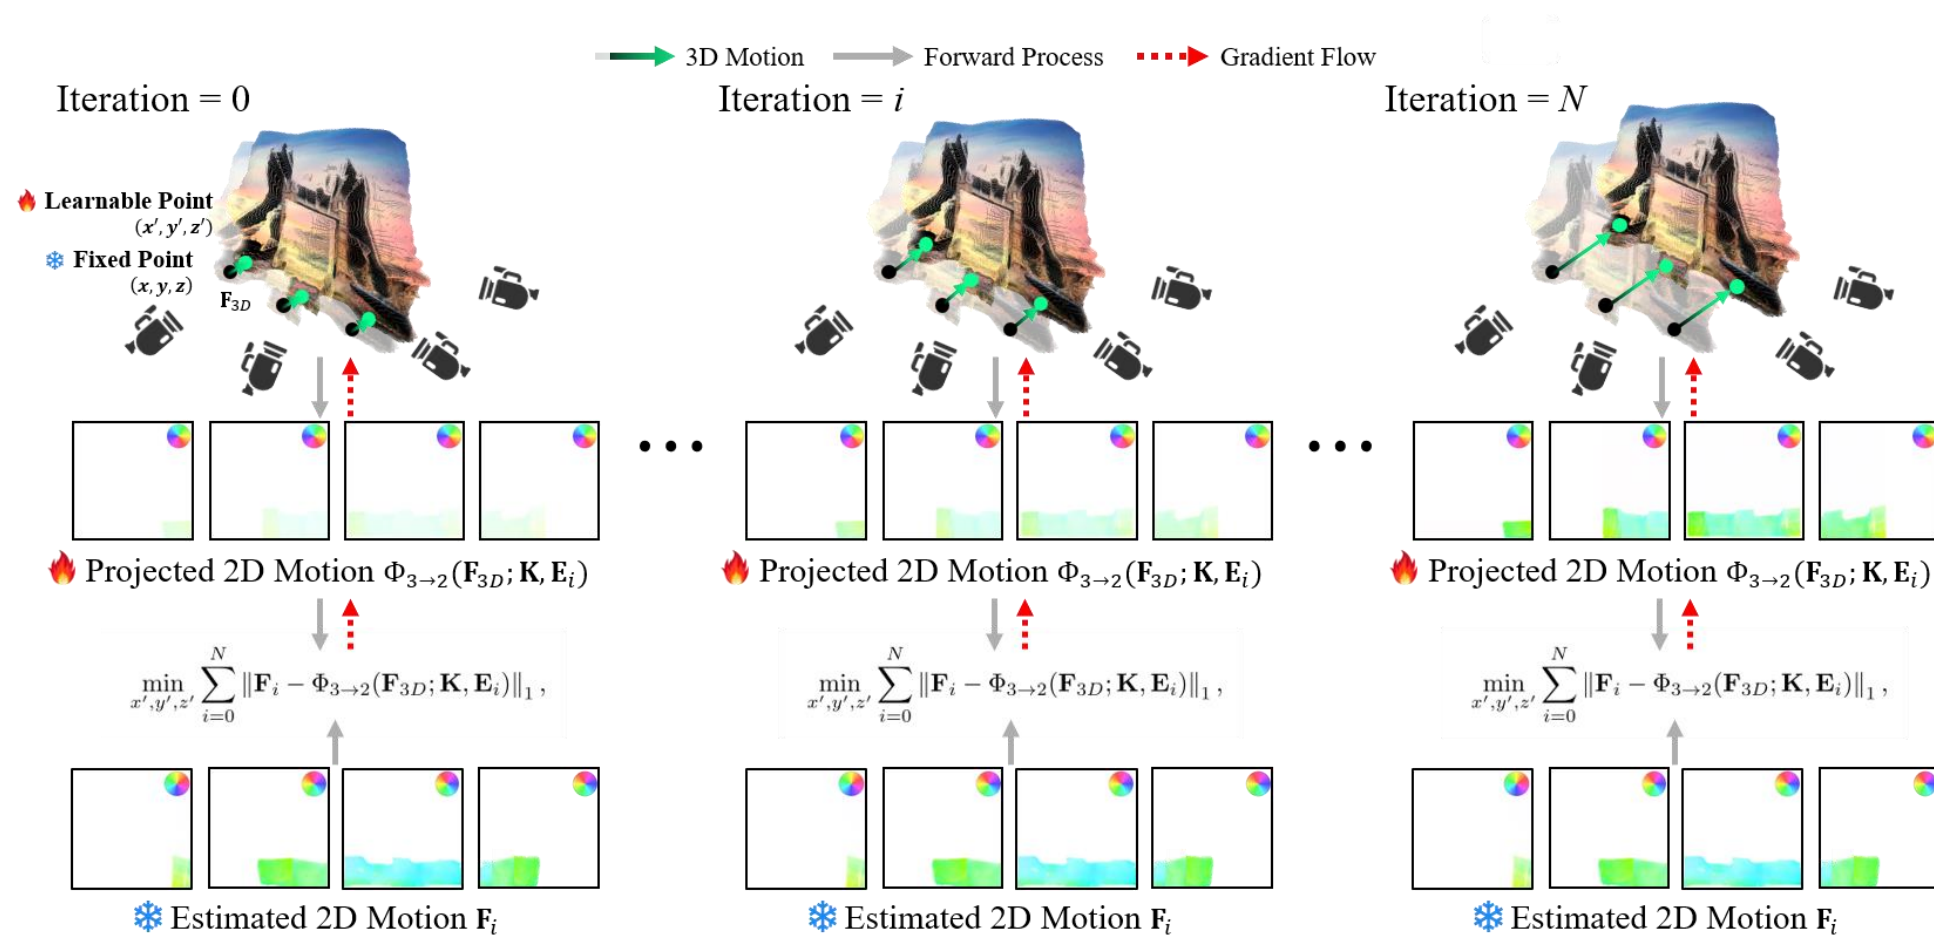 3D Motion Forward Process Gradient Flow
Iteration = 0
Iteration = i
Iteration = N
Learnable Point
(x′, y′, z′)
Fixed Point
(x, y, z)
F₃D
... ...
Projected 2D Motion Φ₃→₂(F₃D; K, Eᵢ)
Projected 2D Motion Φ₃→₂(F₃D; K, Eᵢ)
Projected 2D Motion Φ₃→₂(F₃D; K, Eᵢ)
min_{x′,y′,z′} ∑_{i=0}^{N} ‖Fᵢ − Φ₃→₂(F₃D; K, Eᵢ)‖₁ ,
min_{x′,y′,z′} ∑_{i=0}^{N} ‖Fᵢ − Φ₃→₂(F₃D; K, Eᵢ)‖₁ ,
min_{x′,y′,z′} ∑_{i=0}^{N} ‖Fᵢ − Φ₃→₂(F₃D; K, Eᵢ)‖₁ ,
Estimated 2D Motion Fᵢ
Estimated 2D Motion Fᵢ
Estimated 2D Motion Fᵢ